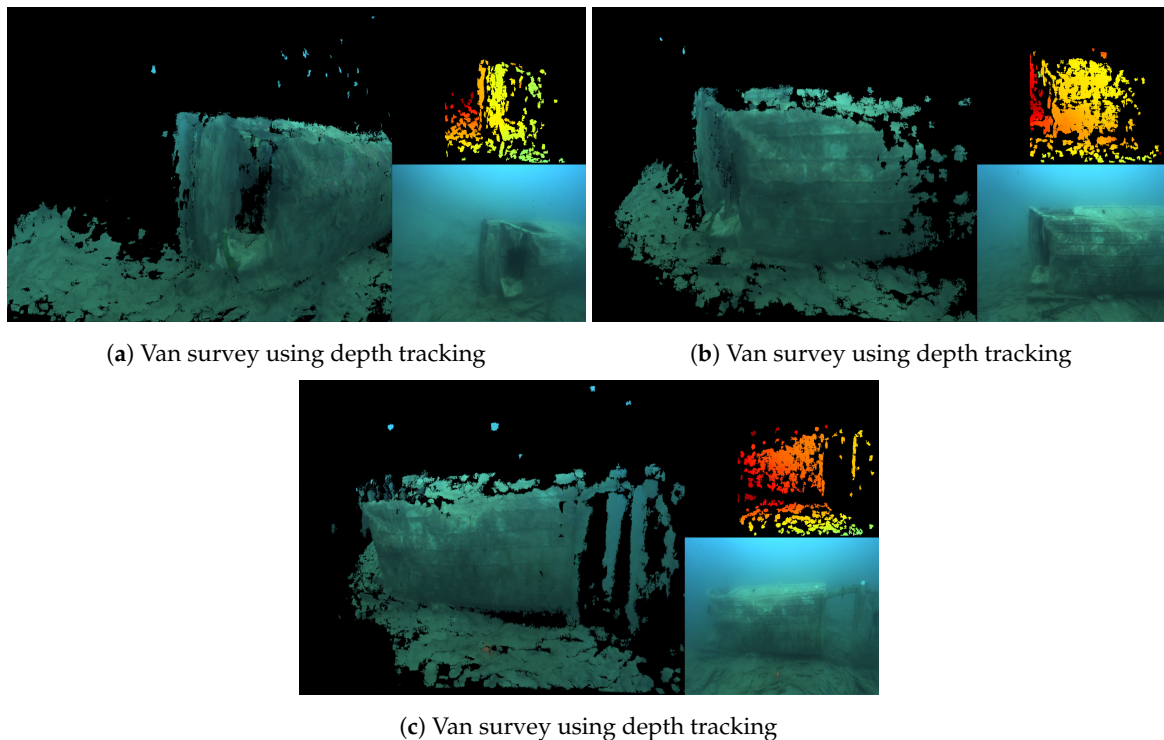 (a) Van survey using depth tracking
(b) Van survey using depth tracking
(c) Van survey using depth tracking